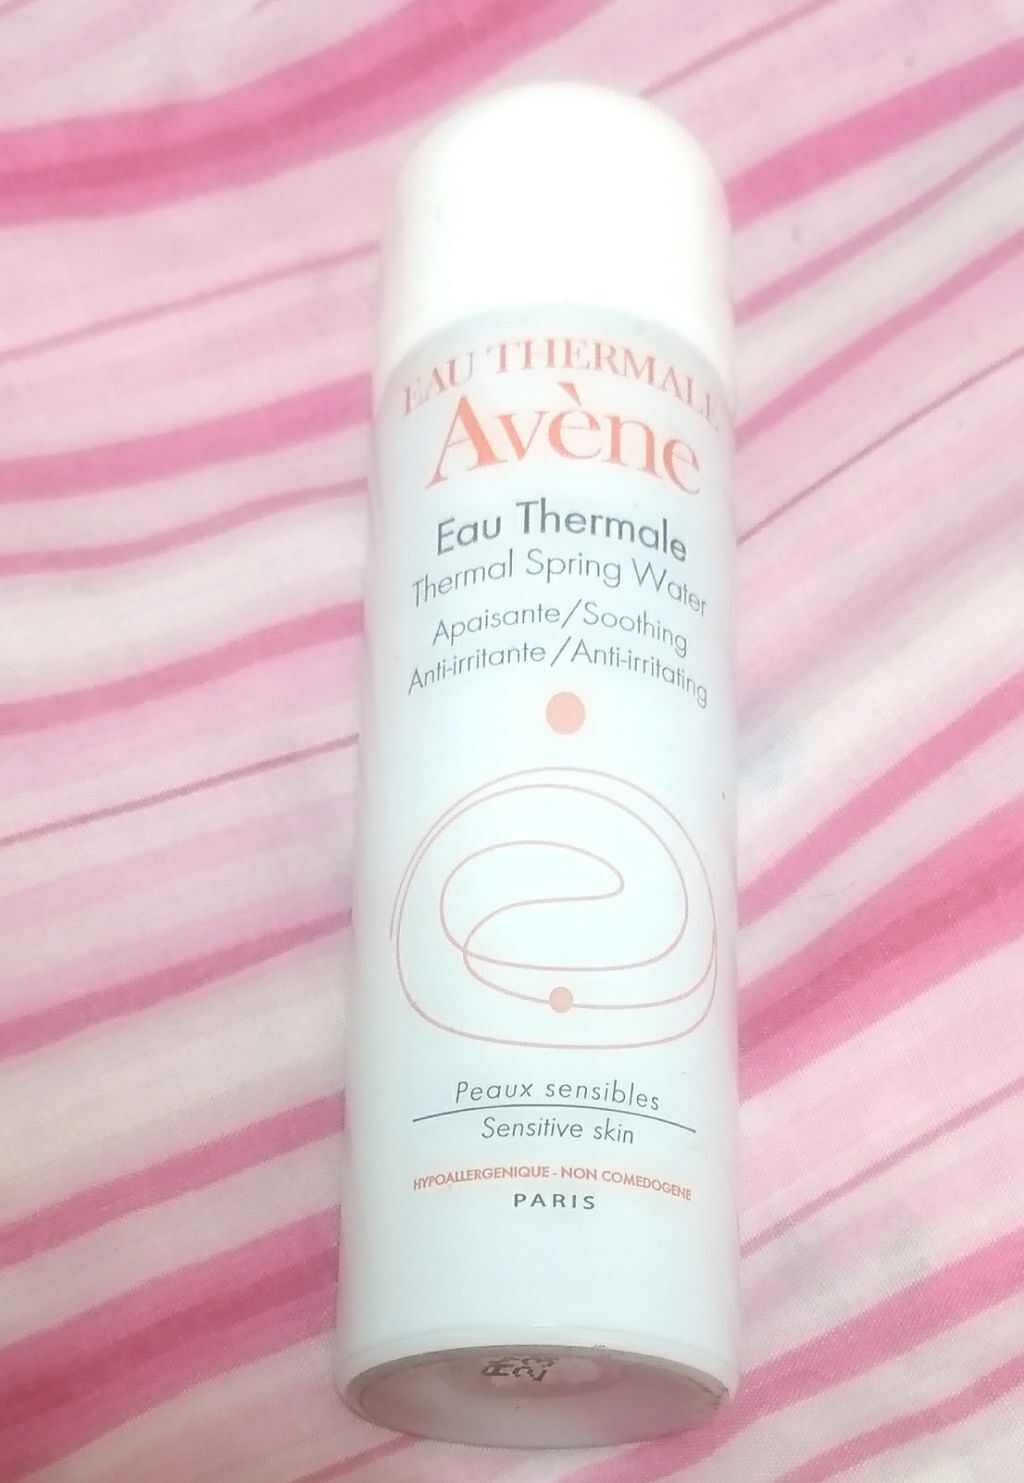 EAU THERMALE
Avène
Eau Thermale
Thermal Spring Water
Apaisante/Soothing
Anti-irritante/Anti-irritating
Peaux sensibles
Sensitive skin
HYPOALLERGENIQUE - NON COMEDOGENE
PARIS